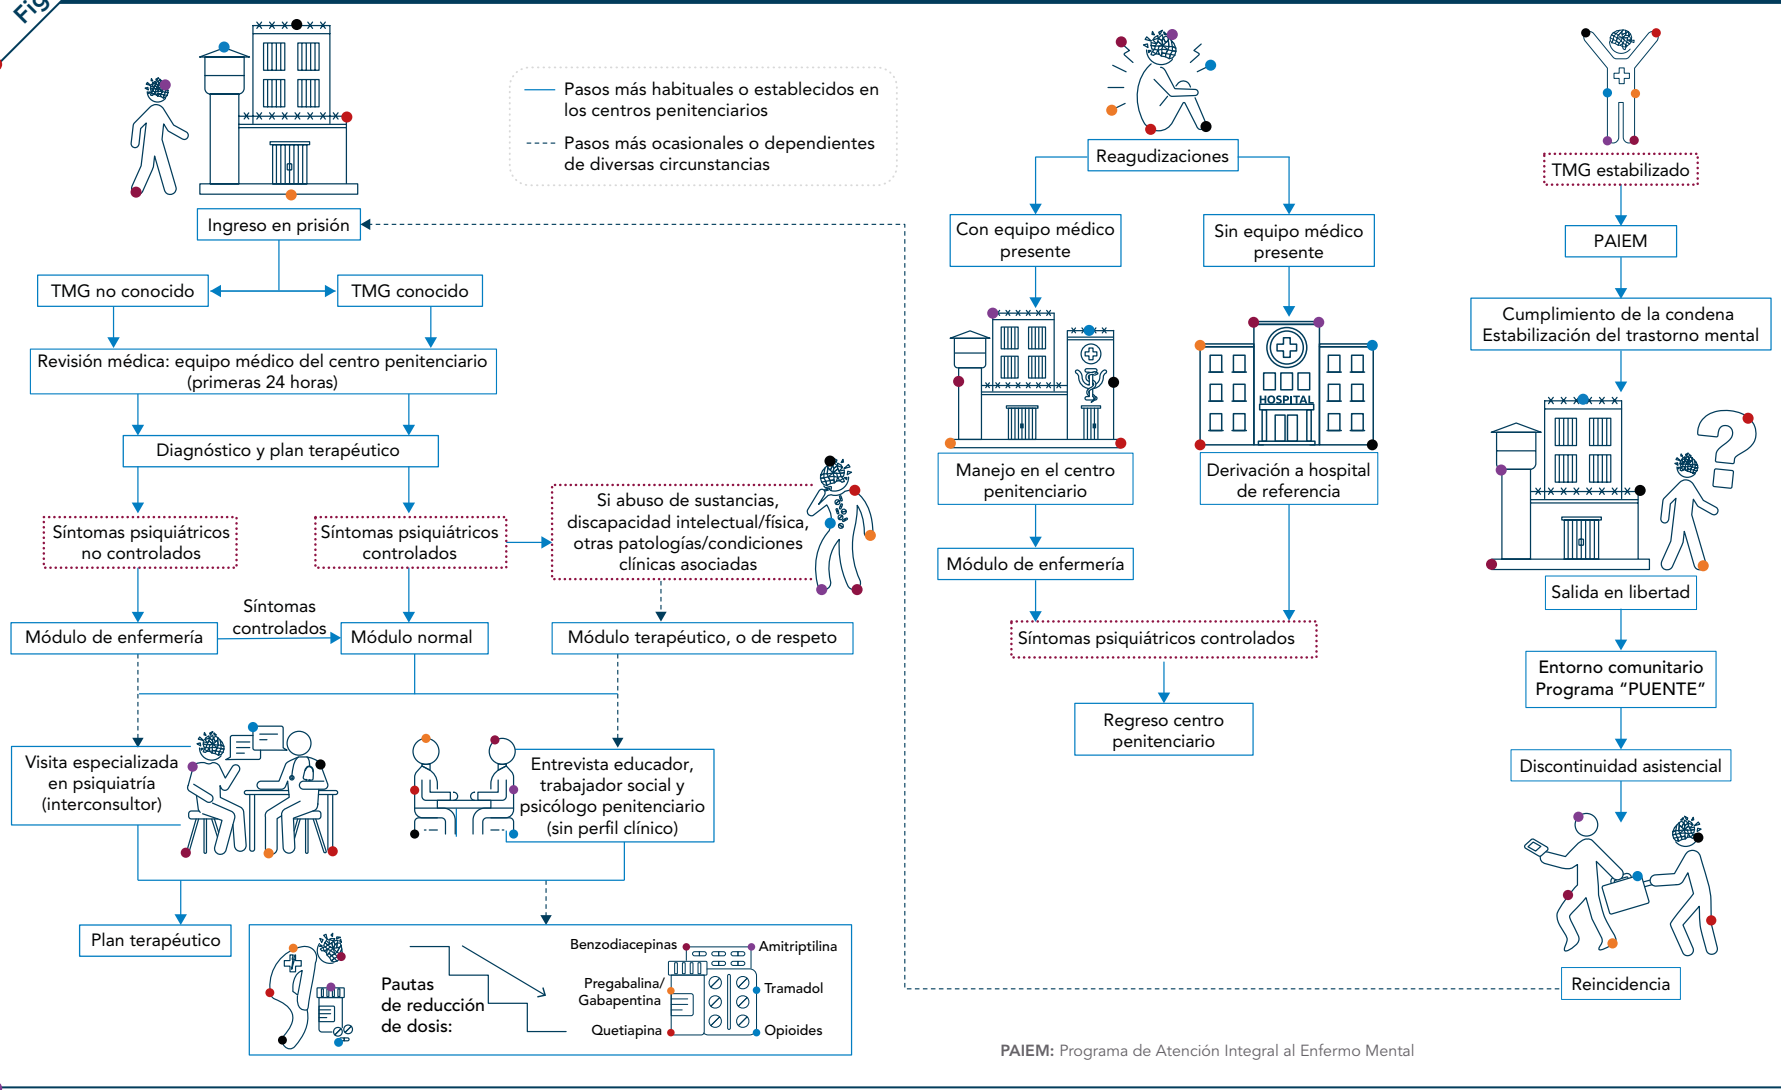 Fig
Pasos más habituales o establecidos en
los centros penitenciarios
Pasos más ocasionales o dependientes
de diversas circunstancias
Ingreso en prisión
TMG no conocido
TMG conocido
Revisión médica: equipo médico del centro penitenciario
(primeras 24 horas)
Diagnóstico y plan terapéutico
Síntomas psiquiátricos
no controlados
Síntomas psiquiátricos
controlados
Si abuso de sustancias,
discapacidad intelectual/física,
otras patologías/condiciones
clínicas asociadas
Módulo de enfermería
Síntomas
controlados
Módulo normal
Módulo terapéutico, o de respeto
Visita especializada
en psiquiatría
(interconsultor)
Entrevista educador,
trabajador social y
psicólogo penitenciario
(sin perfil clínico)
Plan terapéutico
Pautas
de reducción
de dosis:
Benzodiacepinas
Amitriptilina
Pregabalina/
Gabapentina
Tramadol
Quetiapina
Opioides
Reagudizaciones
Con equipo médico
presente
Sin equipo médico
presente
HOSPITAL
Manejo en el centro
penitenciario
Derivación a hospital
de referencia
Módulo de enfermería
Síntomas psiquiátricos controlados
Regreso centro
penitenciario
TMG estabilizado
PAIEM
Cumplimiento de la condena
Estabilización del trastorno mental
Salida en libertad
Entorno comunitario
Programa “PUENTE”
Discontinuidad asistencial
Reincidencia
PAIEM: Programa de Atención Integral al Enfermo Mental